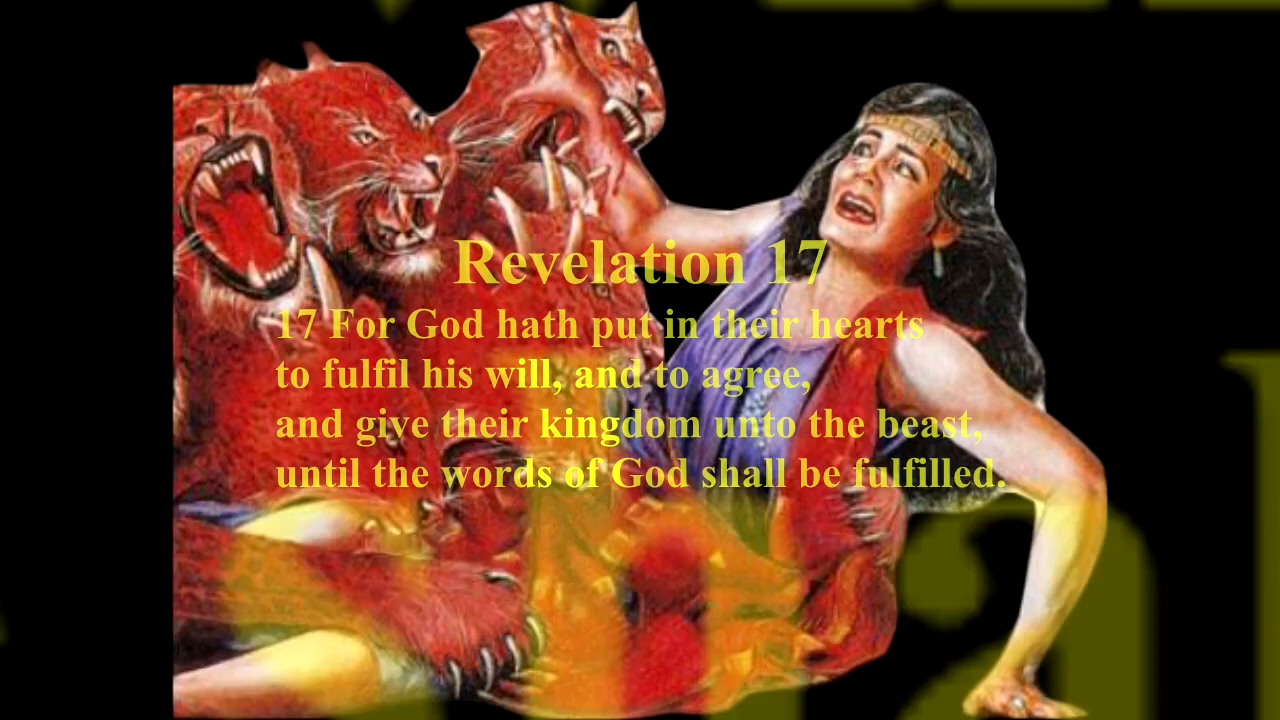 Revelation 17
17 For God hath put in their hearts
to fulfil his will, and to agree,
and give their kingdom unto the beast,
until the words of God shall be fulfilled.